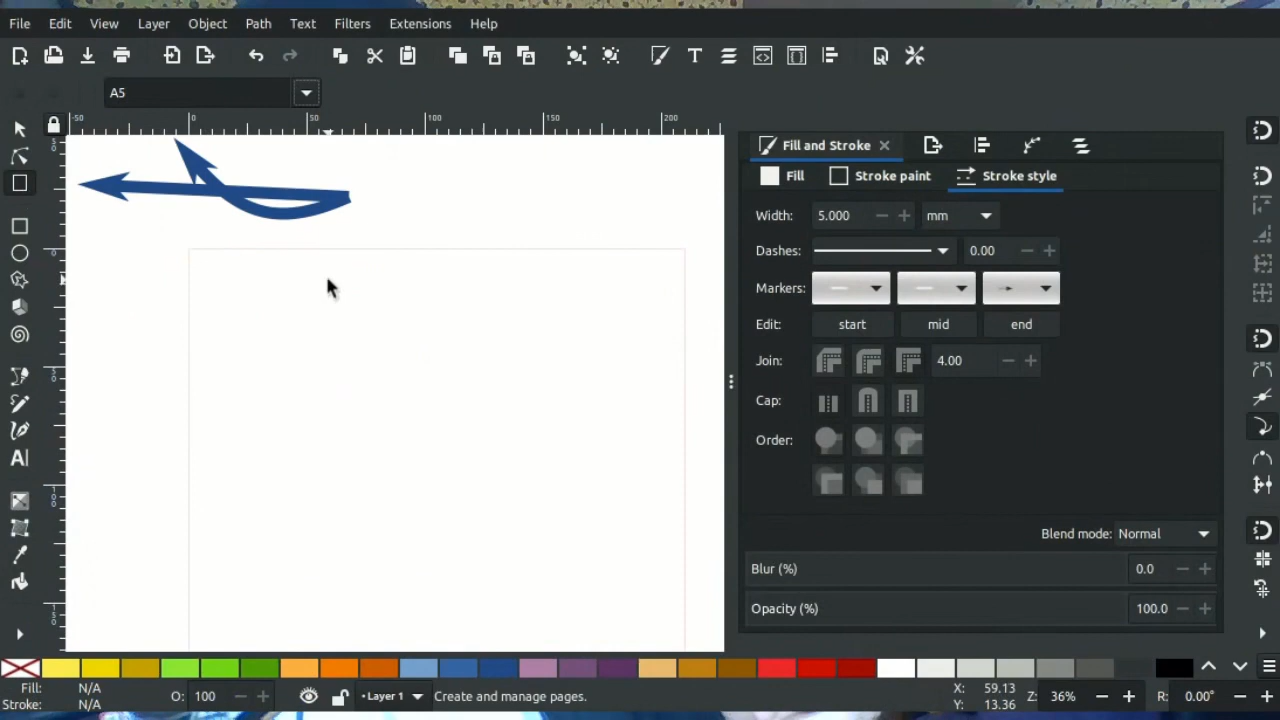 File Edit View Layer Object Path Text Filters Extensions Help
A5
-50 0 50 100 150 200
Fill and Stroke
Fill Stroke paint Stroke style
Width: 5.000 mm
Dashes: 0.00
Markers:
Edit: start mid end
Join: 4.00
Cap:
Order:
Blend mode: Normal
Blur (%) 0.0
Opacity (%) 100.0
Fill: N/A O: 100 •Layer 1 Create and manage pages. X: 59.13 Z: 36% R: 0.00°
Stroke: N/A Y: 13.36